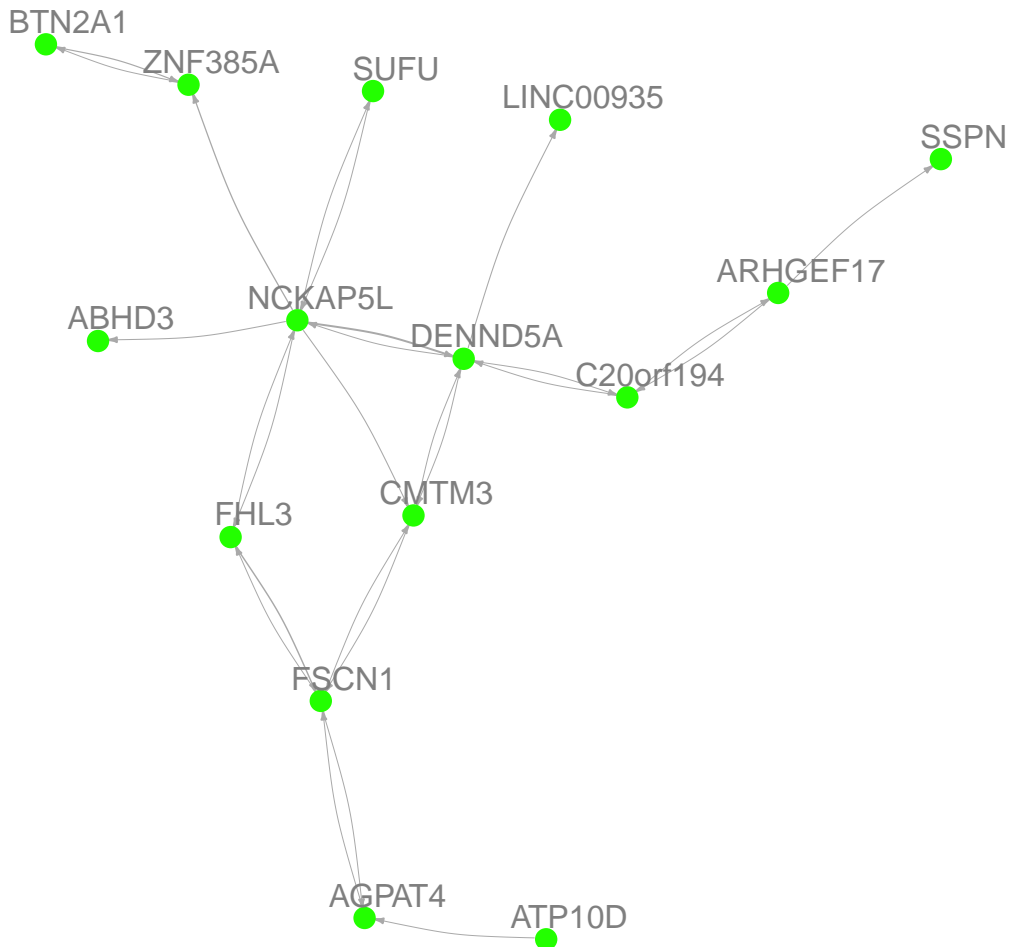 BTN2A1
ZNF385A
SUFU
LINC00935
SSPN
ARHGEF17
NCKAP5L
ABHD3
DENND5A
C20orf194
CMTM3
FHL3
FSCN1
AGPAT4
ATP10D